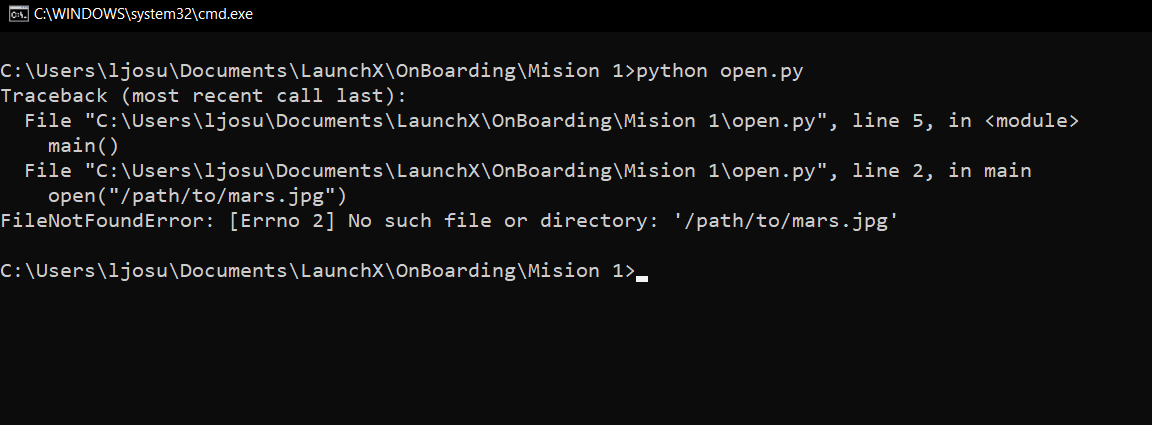 C:\WINDOWS\system32\cmd.exe
C:\Users\ljosu\Documents\LaunchX\OnBoarding\Mision 1>python open.py
Traceback (most recent call last):
  File "C:\Users\ljosu\Documents\LaunchX\OnBoarding\Mision 1\open.py", line 5, in <module>
    main()
  File "C:\Users\ljosu\Documents\LaunchX\OnBoarding\Mision 1\open.py", line 2, in main
    open("/path/to/mars.jpg")
FileNotFoundError: [Errno 2] No such file or directory: '/path/to/mars.jpg'
C:\Users\ljosu\Documents\LaunchX\OnBoarding\Mision 1>